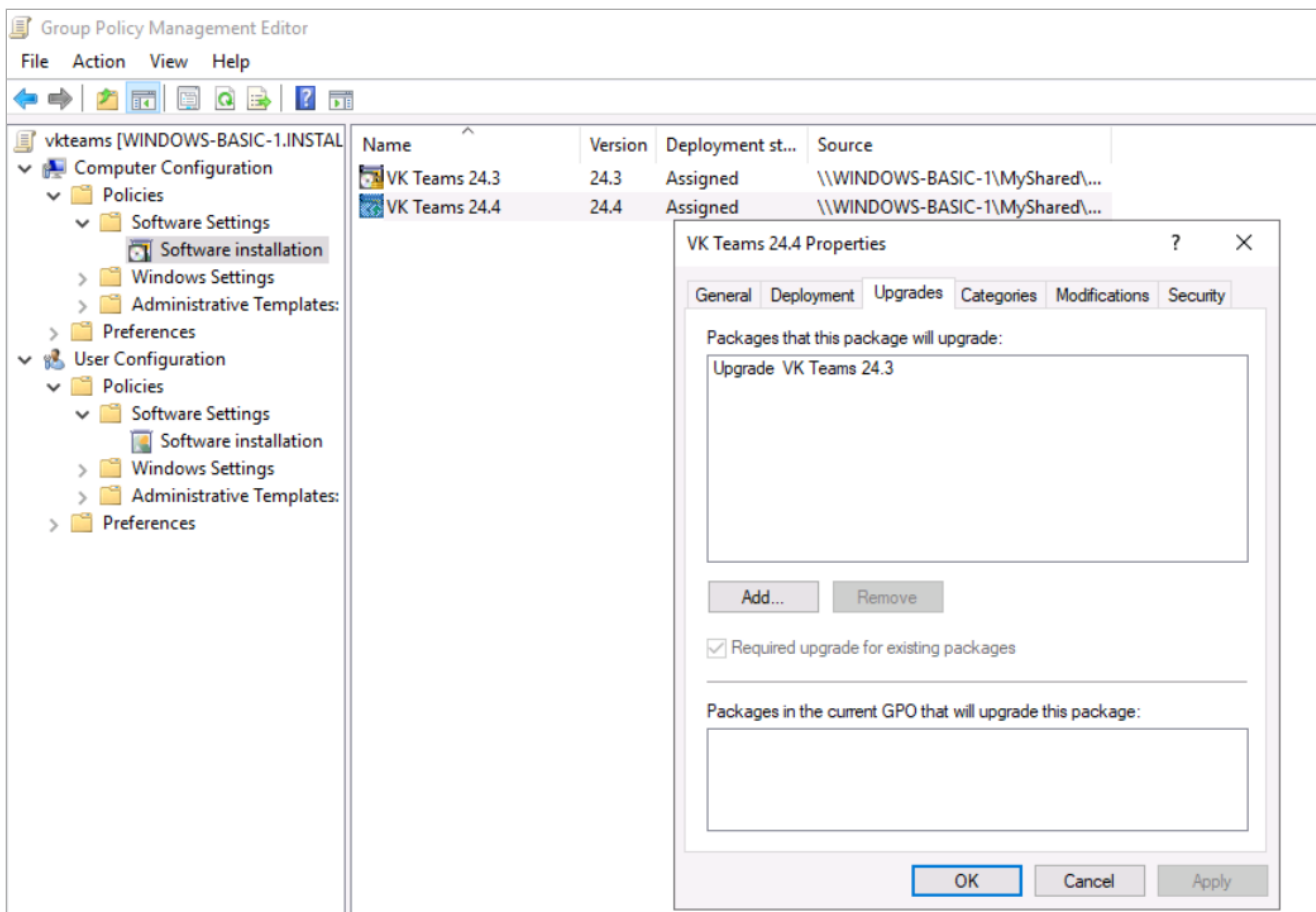 Group Policy Management Editor
File Action View Help
vkteams [WINDOWS-BASIC-1.INSTAL
Computer Configuration
Policies
Software Settings
Software installation
Windows Settings
Administrative Templates:
Preferences
User Configuration
Policies
Software Settings
Software installation
Windows Settings
Administrative Templates:
Preferences
Name Version Deployment st... Source
VK Teams 24.3 24.3 Assigned \\WINDOWS-BASIC-1\MyShared\...
VK Teams 24.4 24.4 Assigned \\WINDOWS-BASIC-1\MyShared\...
VK Teams 24.4 Properties ?
General Deployment Upgrades Categories Modifications Security
Packages that this package will upgrade:
Upgrade VK Teams 24.3
Add... Remove
Required upgrade for existing packages
Packages in the current GPO that will upgrade this package:
OK Cancel Apply